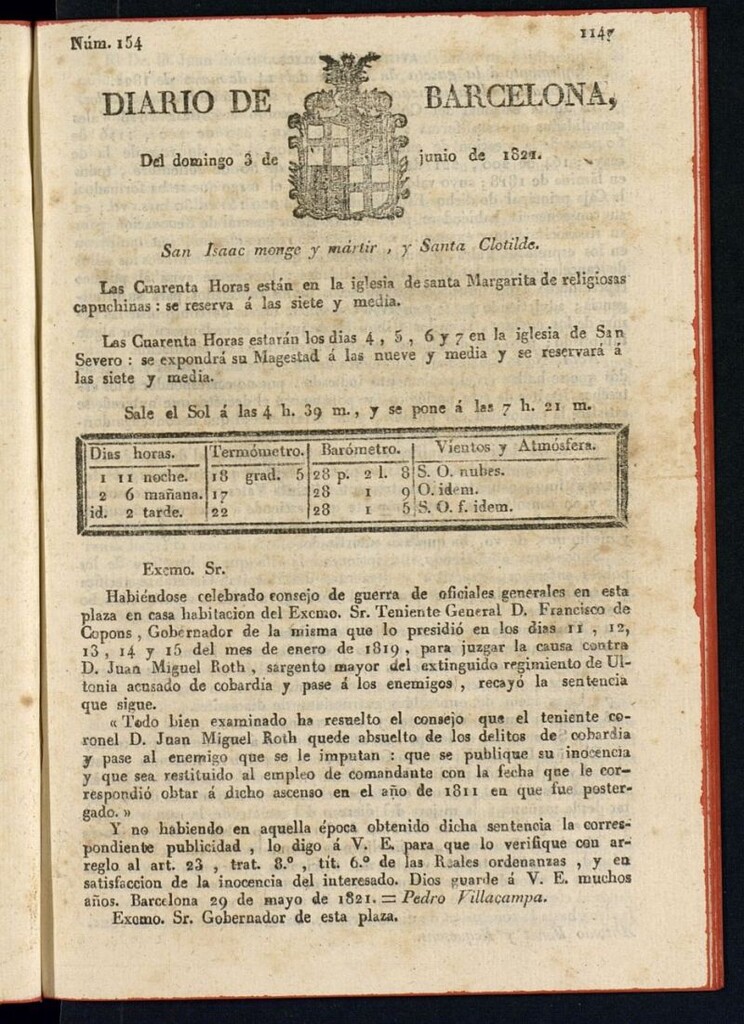 Núm. 154
1147
DIARIO DE BARCELONA,
Del domingo 3 de junio de 1821.
San Isaac monge y mártir , y Santa Clotilde.
Las Cuarenta Horas están en la iglesia de santa Margarita de religiosas
capuchinas : se reserva á las siete y media.
Las Cuarenta Horas estarán los dias 4 , 5 , 6 y 7 en la iglesia de San
Severo : se expondrá su Magestad á las nueve y media y se reservará á
las siete y media.
Sale el Sol á las 4 h. 39 m., y se pone á las 7 h. 21 m.
Dias horas. Termómetro. Barómetro. Vientos y Atmósfera.
1 11 noche. 18 grad. 5 28 p. 2 l. 8 S. O. nubes.
2 6 mañana. 17 28 1 9 O. idem.
id. 2 tarde. 22 28 1 5 S. O. f. idem.
Excmo. Sr.
Habiéndose celebrado consejo de guerra de oficiales generales en esta
plaza en casa habitacion del Excmo. Sr. Teniente General D. Francisco de
Copons , Gobernador de la misma que lo presidió en los dias 11 , 12,
13 , 14 y 15 del mes de enero de 1819 , para juzgar la causa contra
D. Juan Miguel Roth , sargento mayor del extinguido regimiento de Ul-
tonia acusado de cobardia y pase á los enemigos , recayó la sentencia
que sigue.
« Todo bien examinado ha resuelto el consejo que el teniente co-
ronel D. Juan Miguel Roth quede absuelto de los delitos de cobardia
y pase al enemigo que se le imputan : que se publique su inocencia
y que sea restituido al empleo de comandante con la fecha que le cor-
respondió obtar á dicho ascenso en el año de 1811 en que fue poster-
gado. »
Y no habiendo en aquella época obtenido dicha sentencia la corres-
pondiente publicidad , lo digo á V. E. para que lo verifique con ar-
reglo al art. 23 , trat. 8.º , tít. 6.º de las Reales ordenanzas , y en
satisfaccion de la inocencia del interesado. Dios guarde á V. E. muchos
años. Barcelona 29 de mayo de 1821. = Pedro Villacampa.
Excmo. Sr. Gobernador de esta plaza.